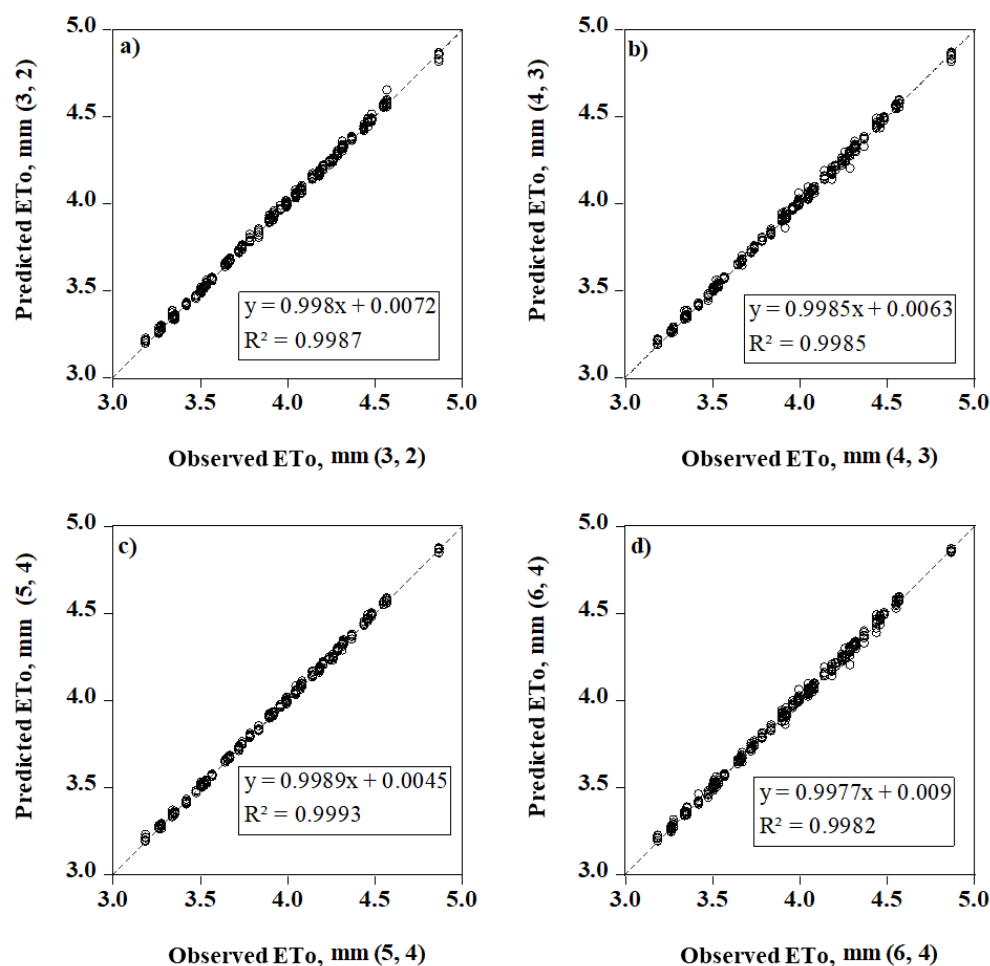 a)
Predicted ETo, mm (3, 2)
5.0
4.5
4.0
3.5
3.0
y = 0.998x + 0.0072
R² = 0.9987
3.0 3.5 4.0 4.5 5.0
Observed ETo, mm (3, 2)
b)
Predicted ETo, mm (4, 3)
5.0
4.5
4.0
3.5
3.0
y = 0.9985x + 0.0063
R² = 0.9985
3.0 3.5 4.0 4.5 5.0
Observed ETo, mm (4, 3)
c)
Predicted ETo, mm (5, 4)
5.0
4.5
4.0
3.5
3.0
y = 0.9989x + 0.0045
R² = 0.9993
3.0 3.5 4.0 4.5 5.0
Observed ETo, mm (5, 4)
d)
Predicted ETo, mm (6, 4)
5.0
4.5
4.0
3.5
3.0
y = 0.9977x + 0.009
R² = 0.9982
3.0 3.5 4.0 4.5 5.0
Observed ETo, mm (6, 4)